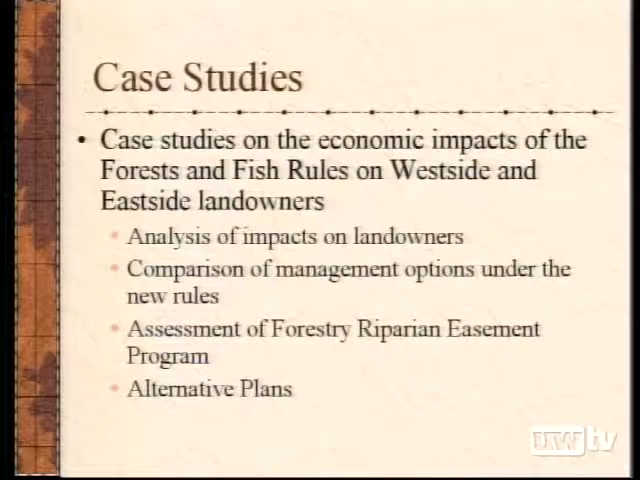 Case Studies
• Case studies on the economic impacts of the
Forests and Fish Rules on Westside and
Eastside landowners
• Analysis of impacts on landowners
• Comparison of management options under the
new rules
• Assessment of Forestry Riparian Easement
Program
• Alternative Plans
UWtv